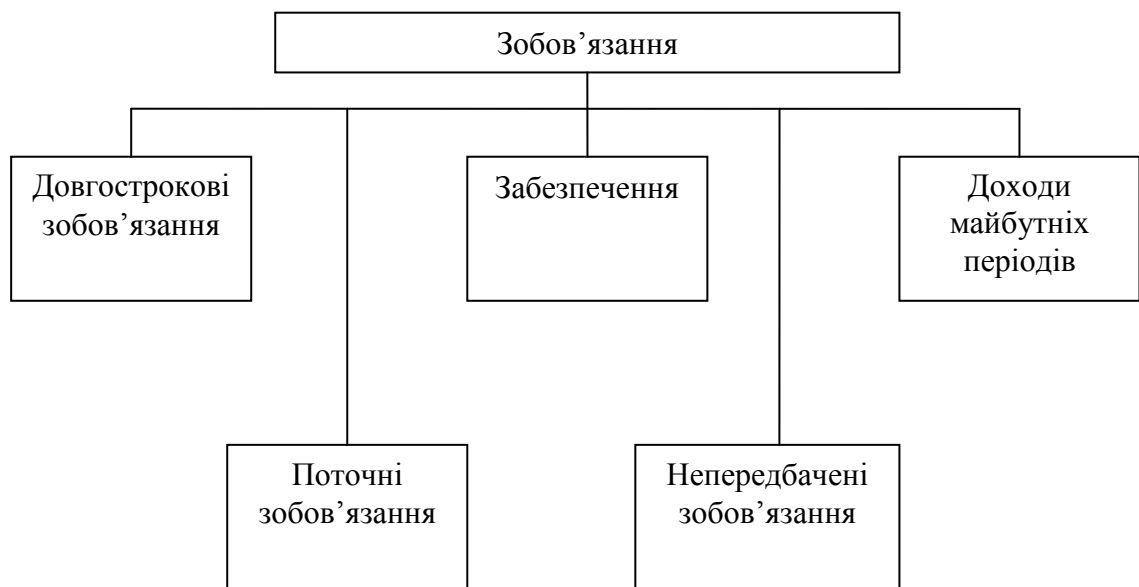 Зобов’язання
Довгострокові
зобов’язання
Забезпечення
Доходи
майбутніх
періодів
Поточні
зобов’язання
Непередбачені
зобов’язання